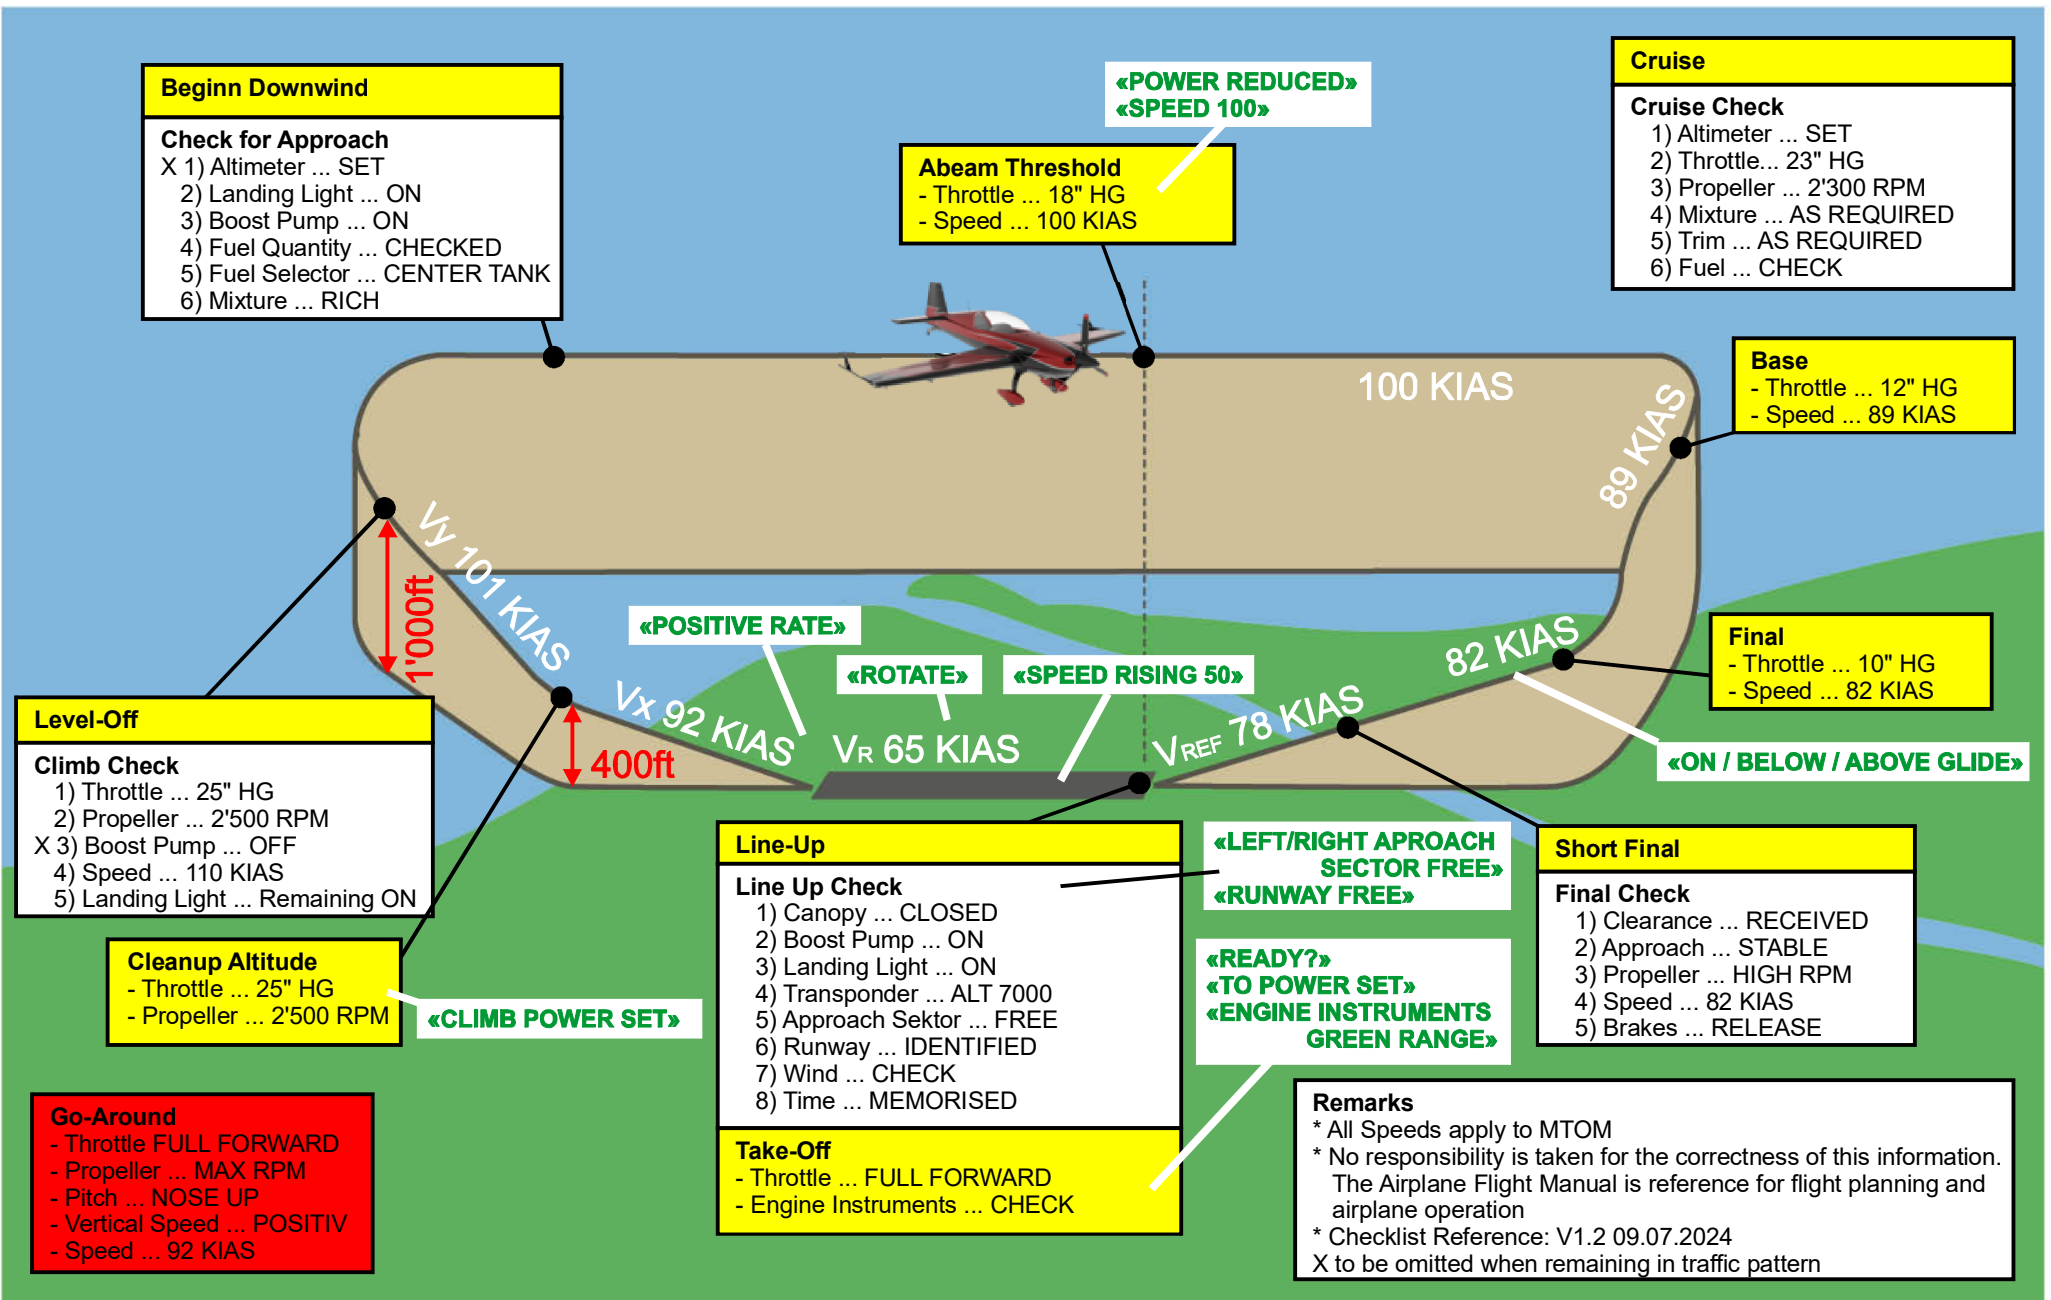 Beginn Downwind
Check for Approach
X 1) Altimeter ... SET
2) Landing Light ... ON
3) Boost Pump ... ON
4) Fuel Quantity ... CHECKED
5) Fuel Selector ... CENTER TANK
6) Mixture ... RICH
«POWER REDUCED»
«SPEED 100»
Abeam Threshold
- Throttle ... 18" HG
- Speed ... 100 KIAS
Cruise
Cruise Check
1) Altimeter ... SET
2) Throttle... 23" HG
3) Propeller ... 2'300 RPM
4) Mixture ... AS REQUIRED
5) Trim ... AS REQUIRED
6) Fuel ... CHECK
100 KIAS
Base
- Throttle ... 12" HG
- Speed ... 89 KIAS
89 KIAS
Vy 101 KIAS
1'000ft
«POSITIVE RATE»
«ROTATE»
«SPEED RISING 50»
82 KIAS
Final
- Throttle ... 10" HG
- Speed ... 82 KIAS
Vx 92 KIAS
400ft
VR 65 KIAS
VREF 78 KIAS
«ON / BELOW / ABOVE GLIDE»
Level-Off
Climb Check
1) Throttle ... 25" HG
2) Propeller ... 2'500 RPM
X 3) Boost Pump ... OFF
4) Speed ... 110 KIAS
5) Landing Light ... Remaining ON
Cleanup Altitude
- Throttle ... 25" HG
- Propeller ... 2'500 RPM
«CLIMB POWER SET»
Line-Up
Line Up Check
1) Canopy ... CLOSED
2) Boost Pump ... ON
3) Landing Light ... ON
4) Transponder ... ALT 7000
5) Approach Sektor ... FREE
6) Runway ... IDENTIFIED
7) Wind ... CHECK
8) Time ... MEMORISED
«LEFT/RIGHT APROACH
SECTOR FREE»
«RUNWAY FREE»
«READY?»
«TO POWER SET»
«ENGINE INSTRUMENTS
GREEN RANGE»
Take-Off
- Throttle ... FULL FORWARD
- Engine Instruments ... CHECK
Short Final
Final Check
1) Clearance ... RECEIVED
2) Approach ... STABLE
3) Propeller ... HIGH RPM
4) Speed ... 82 KIAS
5) Brakes ... RELEASE
Go-Around
- Throttle FULL FORWARD
- Propeller ... MAX RPM
- Pitch ... NOSE UP
- Vertical Speed ... POSITIV
- Speed ... 92 KIAS
Remarks
* All Speeds apply to MTOM
* No responsibility is taken for the correctness of this information.
The Airplane Flight Manual is reference for flight planning and
airplane operation
* Checklist Reference: V1.2 09.07.2024
X to be omitted when remaining in traffic pattern